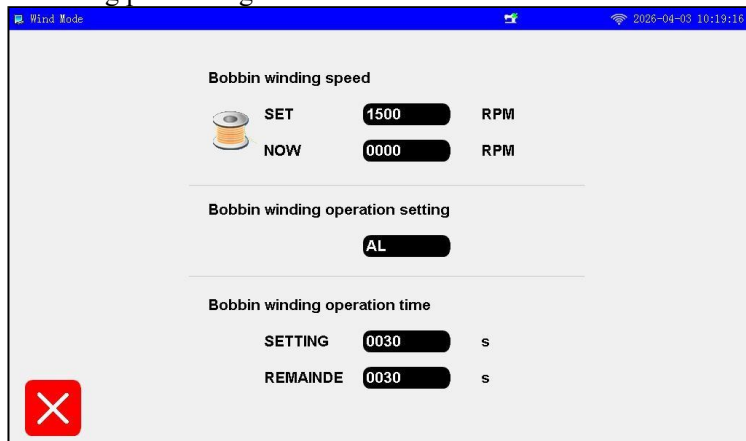 Wind Mode 2026-04-03 10:19:16
Bobbin winding speed
SET 1500 RPM
NOW 0000 RPM
Bobbin winding operation setting
AL
Bobbin winding operation time
SETTING 0030 s
REMAINDE 0030 s